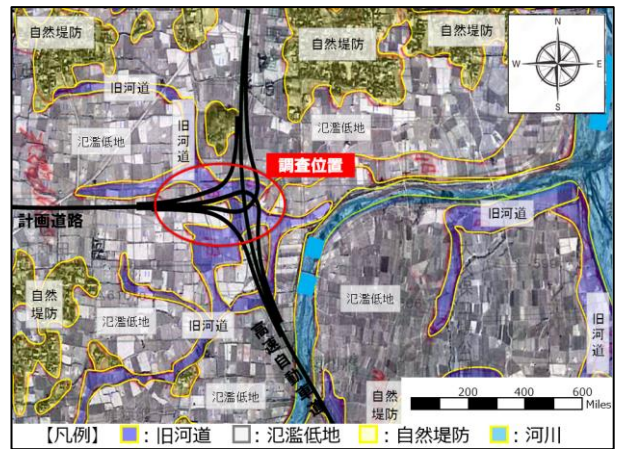 自然堤防
自然堤防
自然堤防
N
W
E
S
旧河道
旧河道
氾濫低地
氾濫低地
調査位置
計画道路
旧河道
自然
堤防
氾濫低地
旧河道
氾濫低地
旧河道
高速自動車道
氾濫低地
自然
堤防
200 400 600
Miles
【凡例】 :旧河道 :氾濫低地 :自然堤防 :河川